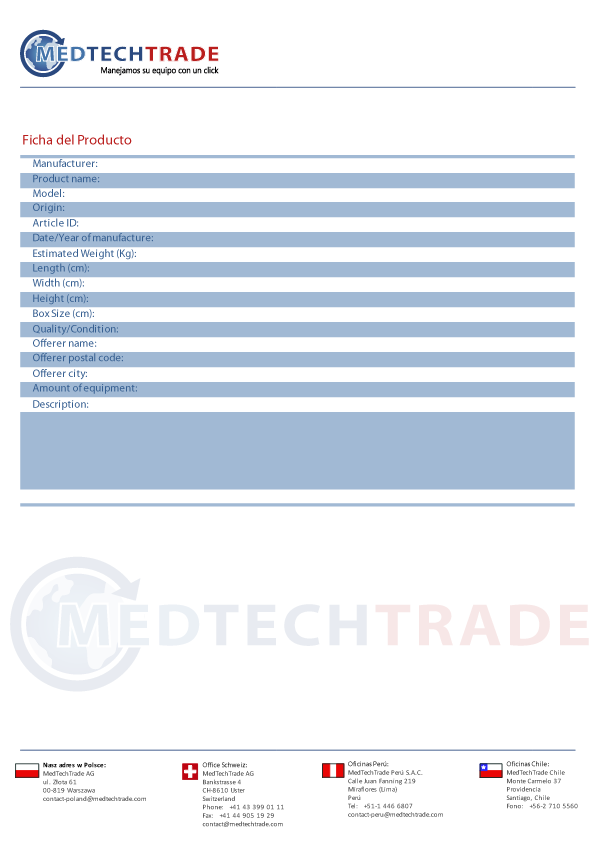 MEDTECHTRADE
Manejamos su equipo con un click
Ficha del Producto
Manufacturer:
Product name:
Model:
Origin:
Article ID:
Date/Year of manufacture:
Estimated Weight (Kg):
Length (cm):
Width (cm):
Height (cm):
Box Size (cm):
Quality/Condition:
Offerer name:
Offerer postal code:
Offerer city:
Amount of equipment:
Description:
MEDTECHTRADE
Nasz adres w Polsce:
MedTechTrade AG
ul. Złota 61
00-819 Warszawa
contact-poland@medtechtrade.com
Office Schweiz:
MedTechTrade AG
Bankstrasse 4
CH-8610 Uster
Switzerland
Phone: +41 43 399 01 11
Fax: +41 44 905 19 29
contact@medtechtrade.com
Oficinas Perú:
MedTechTrade Perú S.A.C.
Calle Juan Fanning 219
Miraflores (Lima)
Perú
Tel: +51-1 446 6807
contact-peru@medtechtrade.com
Oficinas Chile:
MedTechTrade Chile
Monte Carmelo 37
Providencia
Santiago, Chile
Fono: +56-2 710 5560